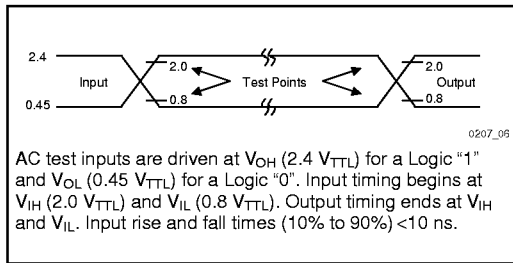 2.4
0.45
Input
2.0
0.8
Test Points
2.0
0.8
Output
0207_06
AC test inputs are driven at VOH (2.4 VTTL) for a Logic “1”
and VOL (0.45 VTTL) for a Logic “0”. Input timing begins at
VIH (2.0 VTTL) and VIL (0.8 VTTL). Output timing ends at VIH
and VIL. Input rise and fall times (10% to 90%) <10 ns.